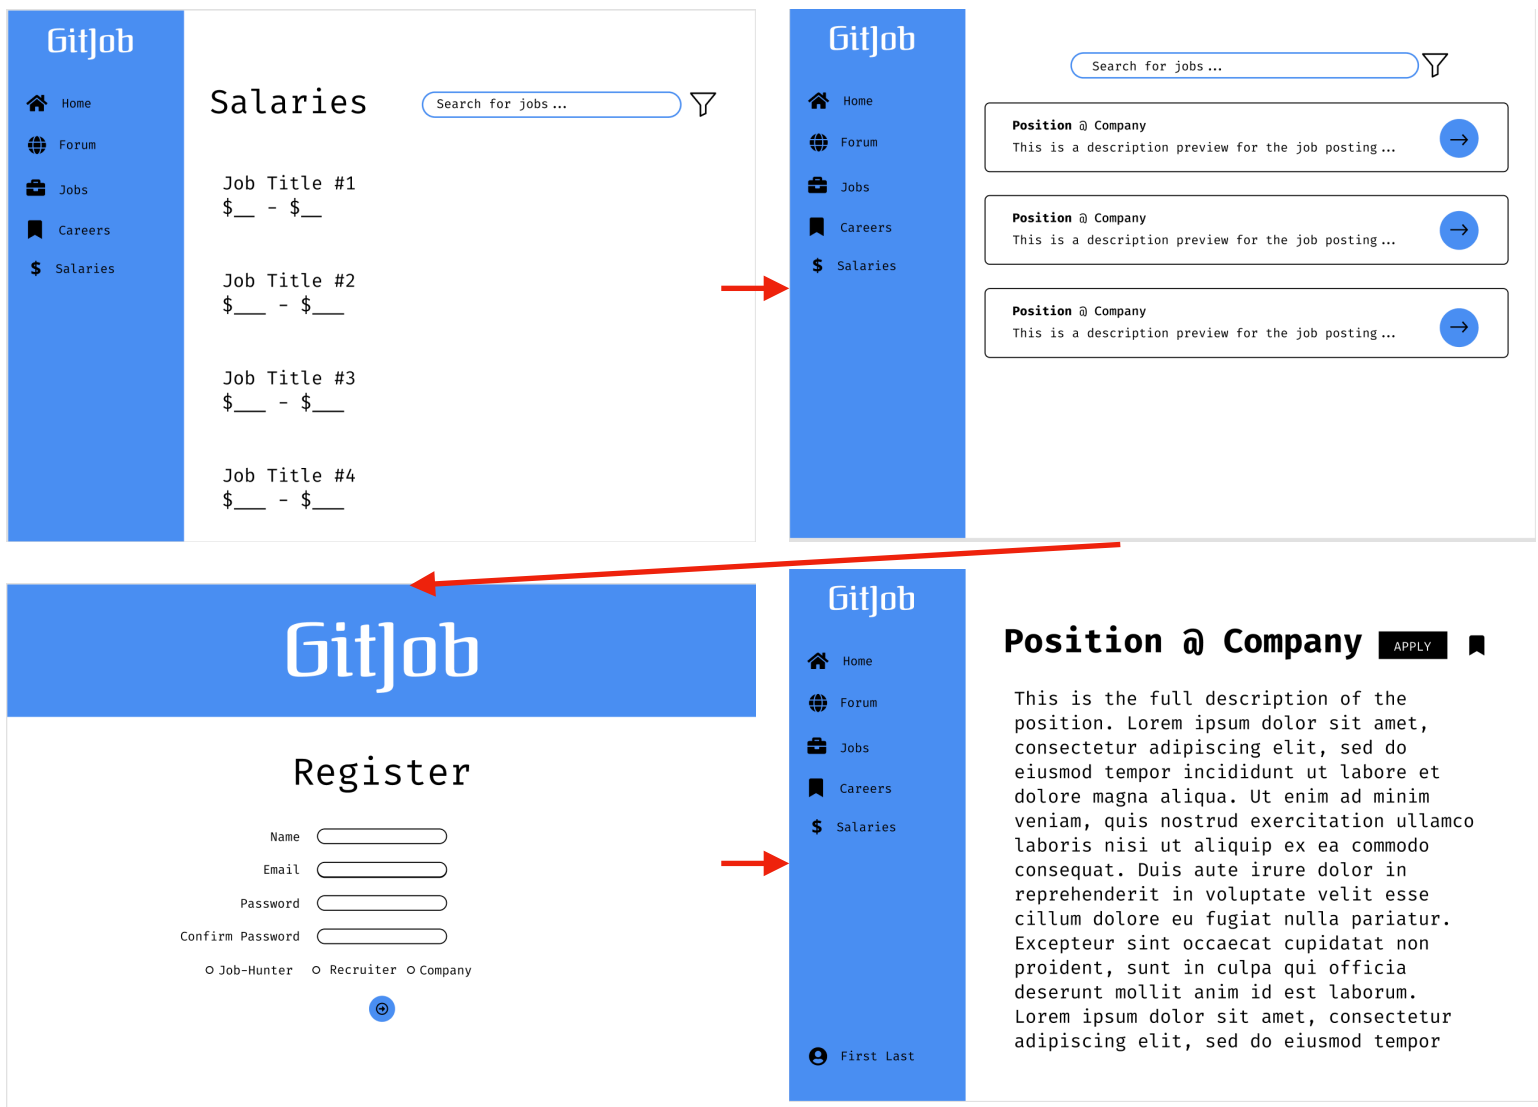 GitJob
Home
Forum
Jobs
Careers
$ Salaries
Salaries
Search for jobs...
Job Title #1
$__ - $__
Job Title #2
$___ - $___
Job Title #3
$___ - $___
Job Title #4
$___ - $___
GitJob
Home
Forum
Jobs
Careers
$ Salaries
Search for jobs...
Position @ Company
This is a description preview for the job posting...
Position @ Company
This is a description preview for the job posting...
Position @ Company
This is a description preview for the job posting...
GitJob
Register
Name
Email
Password
Confirm Password
Job-Hunter Recruiter Company
GitJob
Home
Forum
Jobs
Careers
$ Salaries
First Last
Position @ Company APPLY
This is the full description of the
position. Lorem ipsum dolor sit amet,
consectetur adipiscing elit, sed do
eiusmod tempor incididunt ut labore et
dolore magna aliqua. Ut enim ad minim
veniam, quis nostrud exercitation ullamco
laboris nisi ut aliquip ex ea commodo
consequat. Duis aute irure dolor in
reprehenderit in voluptate velit esse
cillum dolore eu fugiat nulla pariatur.
Excepteur sint occaecat cupidatat non
proident, sunt in culpa qui officia
deserunt mollit anim id est laborum.
Lorem ipsum dolor sit amet, consectetur
adipiscing elit, sed do eiusmod tempor